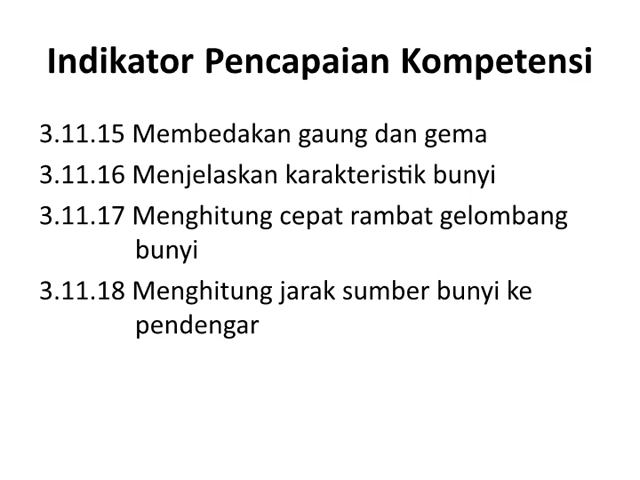 Indikator Pencapaian Kompetensi
3.11.15 Membedakan gaung dan gema
3.11.16 Menjelaskan karakteristik bunyi
3.11.17 Menghitung cepat rambat gelombang
bunyi
3.11.18 Menghitung jarak sumber bunyi ke
pendengar